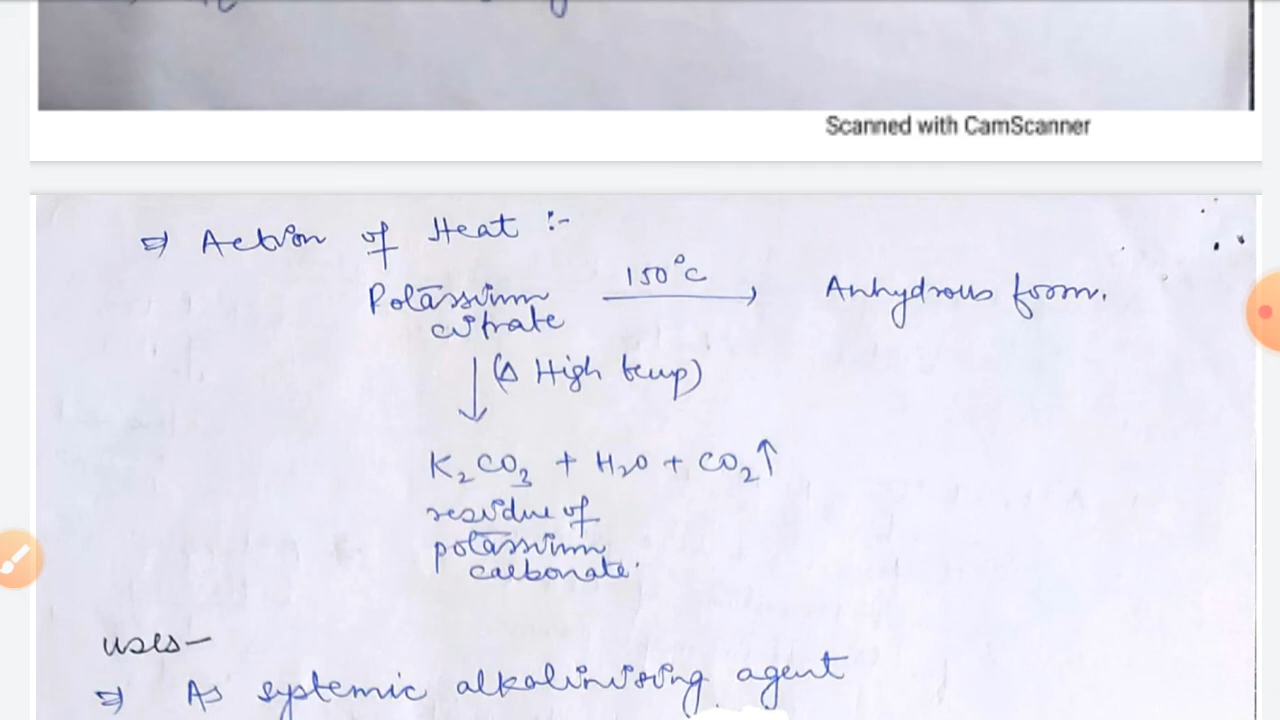 Scanned with CamScanner
⇒ Action of Heat :-
Potassium 150°C → Anhydrous form.
citrate
↓ (Δ High temp)
K₂CO₃ + H₂O + CO₂↑
residue of
potassium
carbonate.
uses-
⇒ As systemic alkalinising agent